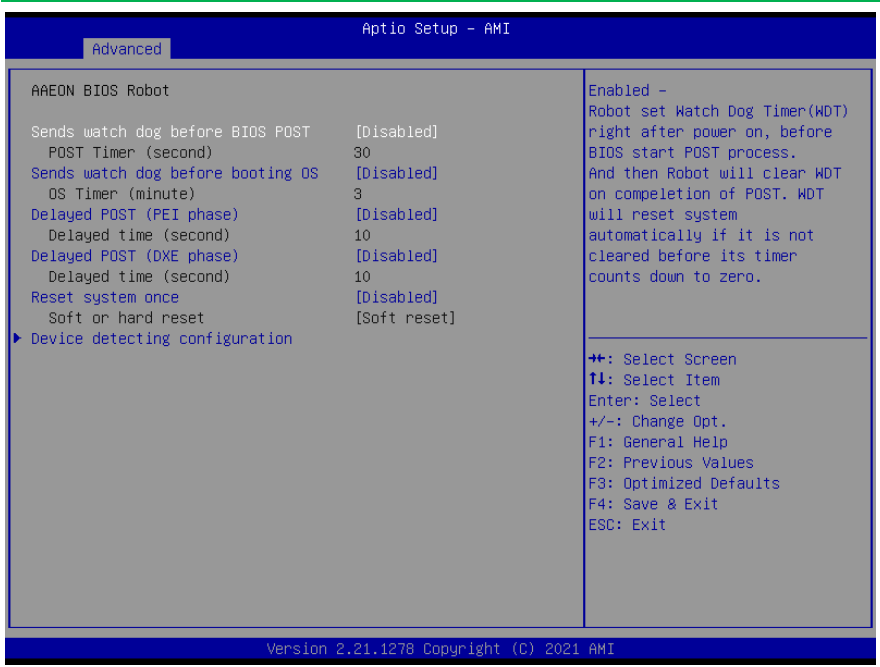 Aptio Setup – AMI
Advanced
AAEON BIOS Robot
Sends watch dog before BIOS POST [Disabled]
POST Timer (second) 30
Sends watch dog before booting OS [Disabled]
OS Timer (minute) 3
Delayed POST (PEI phase) [Disabled]
Delayed time (second) 10
Delayed POST (DXE phase) [Disabled]
Delayed time (second) 10
Reset system once [Disabled]
Soft or hard reset [Soft reset]
Device detecting configuration
Enabled –
Robot set Watch Dog Timer(WDT)
right after power on, before
BIOS start POST process.
And then Robot will clear WDT
on compeletion of POST. WDT
will reset system
automatically if it is not
cleared before its timer
counts down to zero.
→←: Select Screen
↑↓: Select Item
Enter: Select
+/-: Change Opt.
F1: General Help
F2: Previous Values
F3: Optimized Defaults
F4: Save & Exit
ESC: Exit
Version 2.21.1278 Copyright (C) 2021 AMI